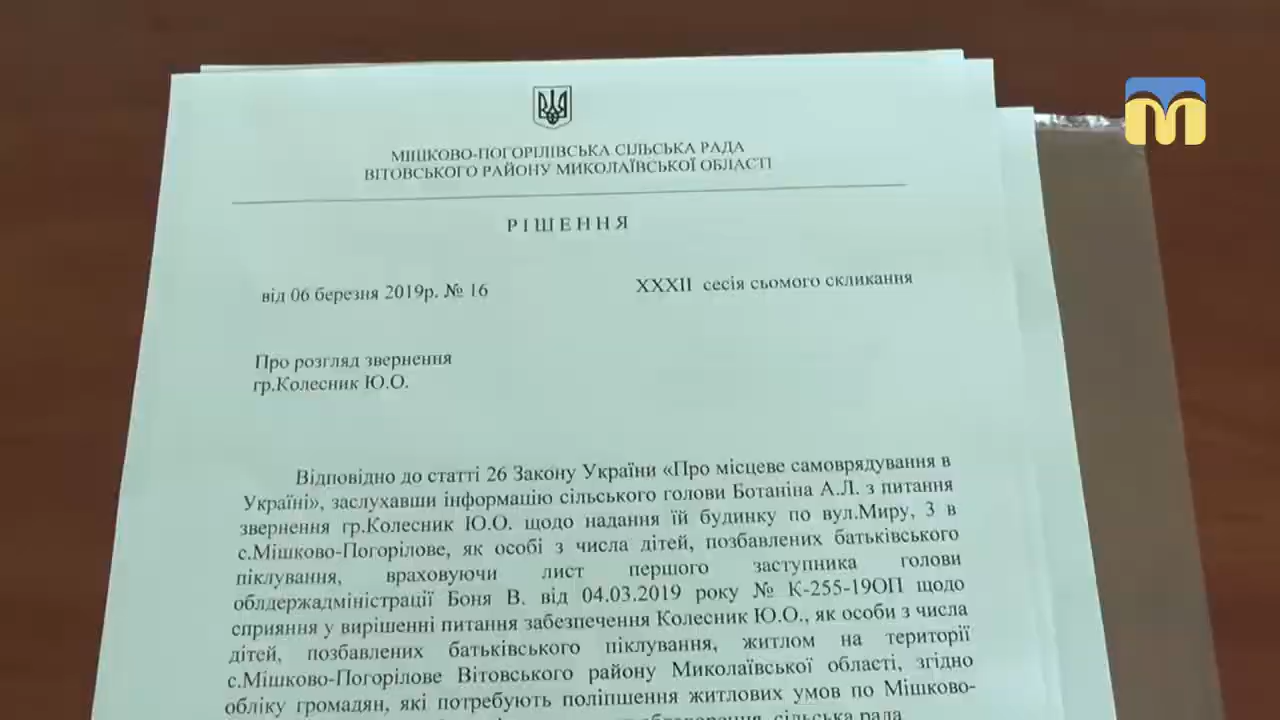 М
МІШКОВО-ПОГОРІЛІВСЬКА СІЛЬСЬКА РАДА
ВІТОВСЬКОГО РАЙОНУ МИКОЛАЇВСЬКОЇ ОБЛАСТІ
Р І Ш Е Н Н Я
від 06 березня 2019р. № 16
XXXII сесія сьомого скликання
Про розгляд звернення
гр.Колесник Ю.О.
Відповідно до статті 26 Закону України «Про місцеве самоврядування в
Україні», заслухавши інформацію сільського голови Ботаніна А.Л. з питання
звернення гр.Колесник Ю.О. щодо надання їй будинку по вул.Миру, 3 в
с.Мішково-Погорілове, як особі з числа дітей, позбавлених батьківського
піклування, враховуючи лист першого заступника голови
облдержадміністрації Боня В. від 04.03.2019 року № К-255-19ОП щодо
сприяння у вирішенні питання забезпечення Колесник Ю.О., як особи з числа
дітей, позбавлених батьківського піклування, житлом на території
с.Мішково-Погорілове Вітовського району Миколаївської області, згідно
обліку громадян, які потребують поліпшення житлових умов по Мішково-
сільська рада